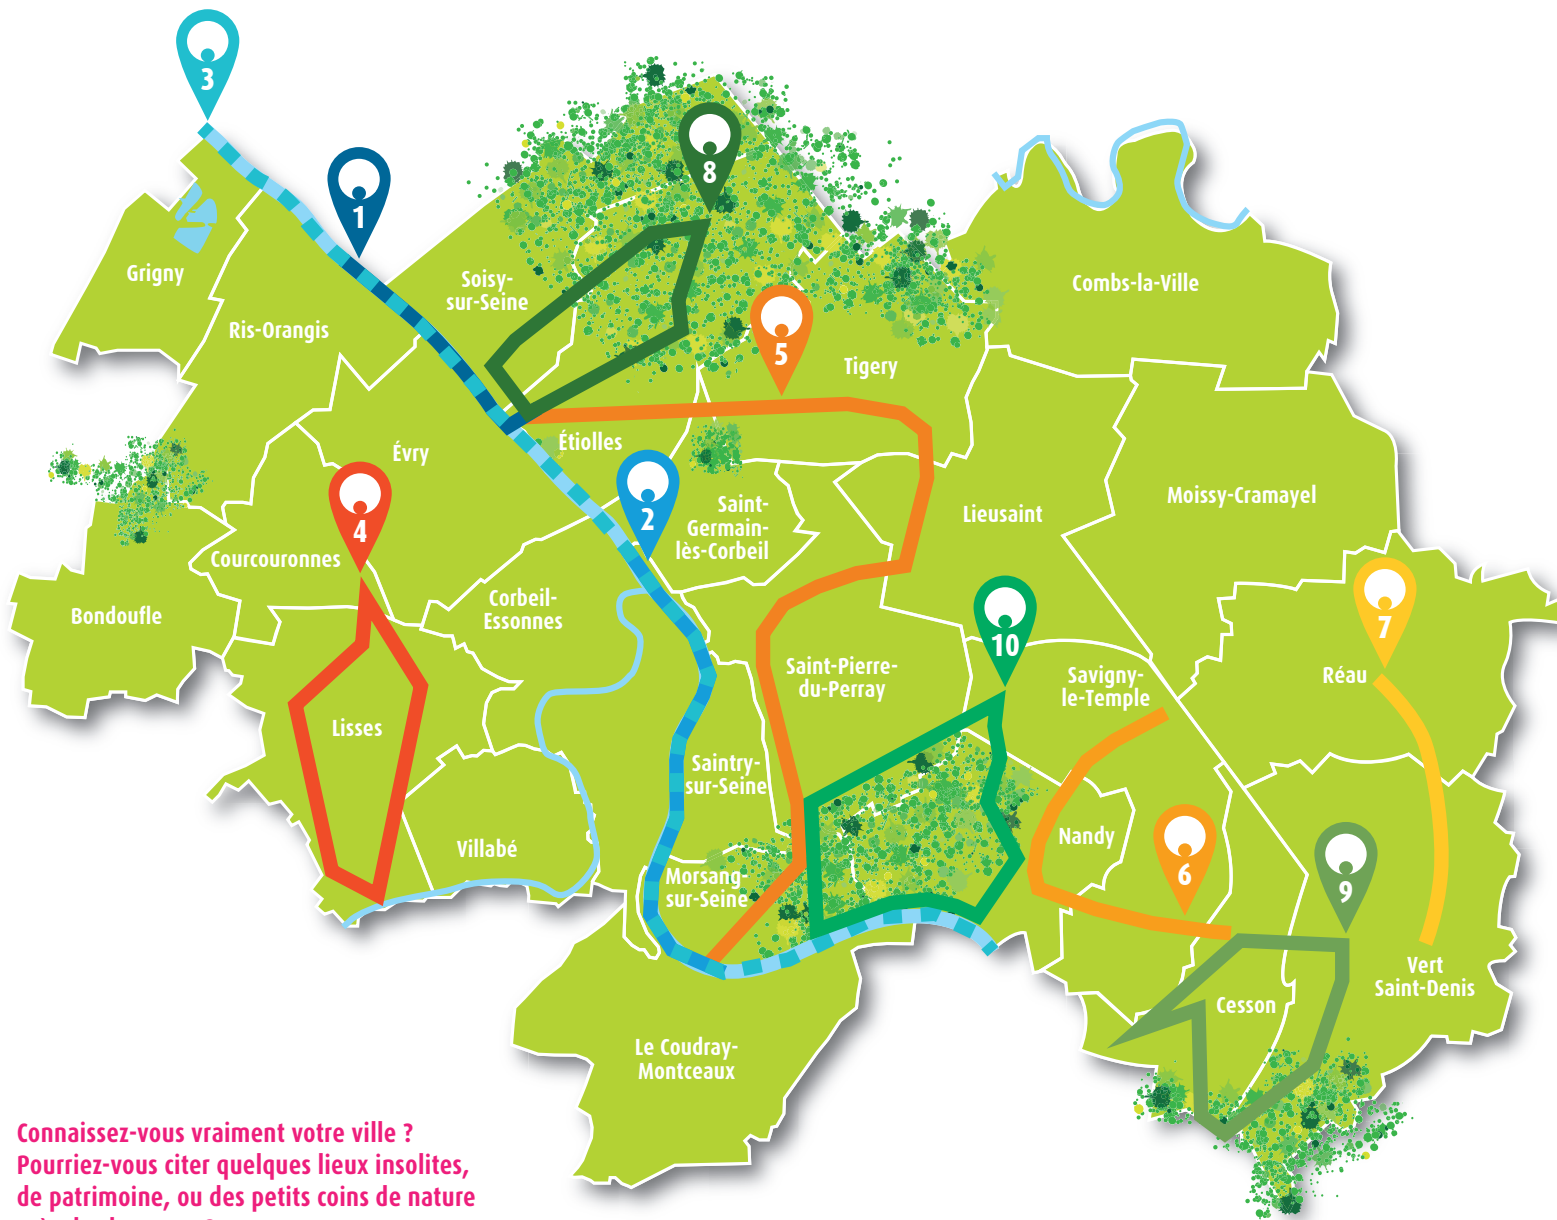 3
1
8
Grigny
Soisy-
sur-Seine
Combs-la-Ville
Ris-Orangis
5
Tigery
Étiolles
Évry
4
2
Saint-
Germain-
lès-Corbeil
Lieusaint
Moissy-Cramayel
Courcouronnes
Bondoufle
Corbeil-
Essonnes
10
7
Saint-Pierre-
du-Perray
Savigny-
le-Temple
Réau
Lisses
Saintry-
sur-Seine
Villabé
Nandy
6
9
Morsang-
sur-Seine
Vert
Saint-Denis
Cesson
Le Coudray-
Montceaux
Connaissez-vous vraiment votre ville ?
Pourriez-vous citer quelques lieux insolites,
de patrimoine, ou des petits coins de nature